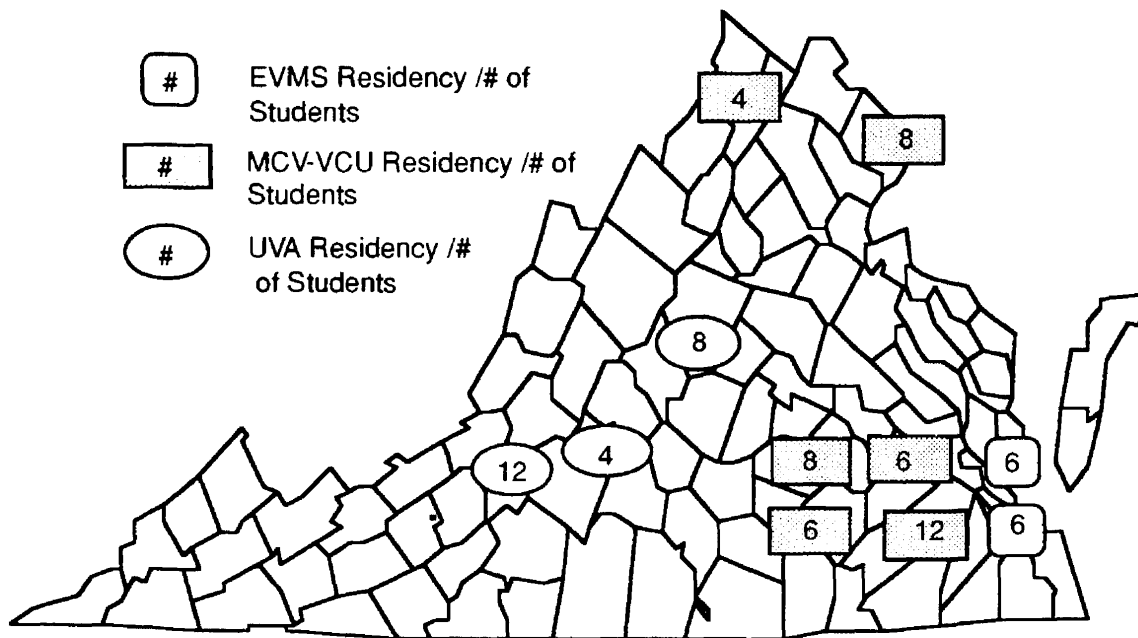 # EVMS Residency /# of
Students
# MCV-VCU Residency /# of
Students
# UVA Residency /#
of Students
4
8
8
12
4
8
6
6
6
12
6